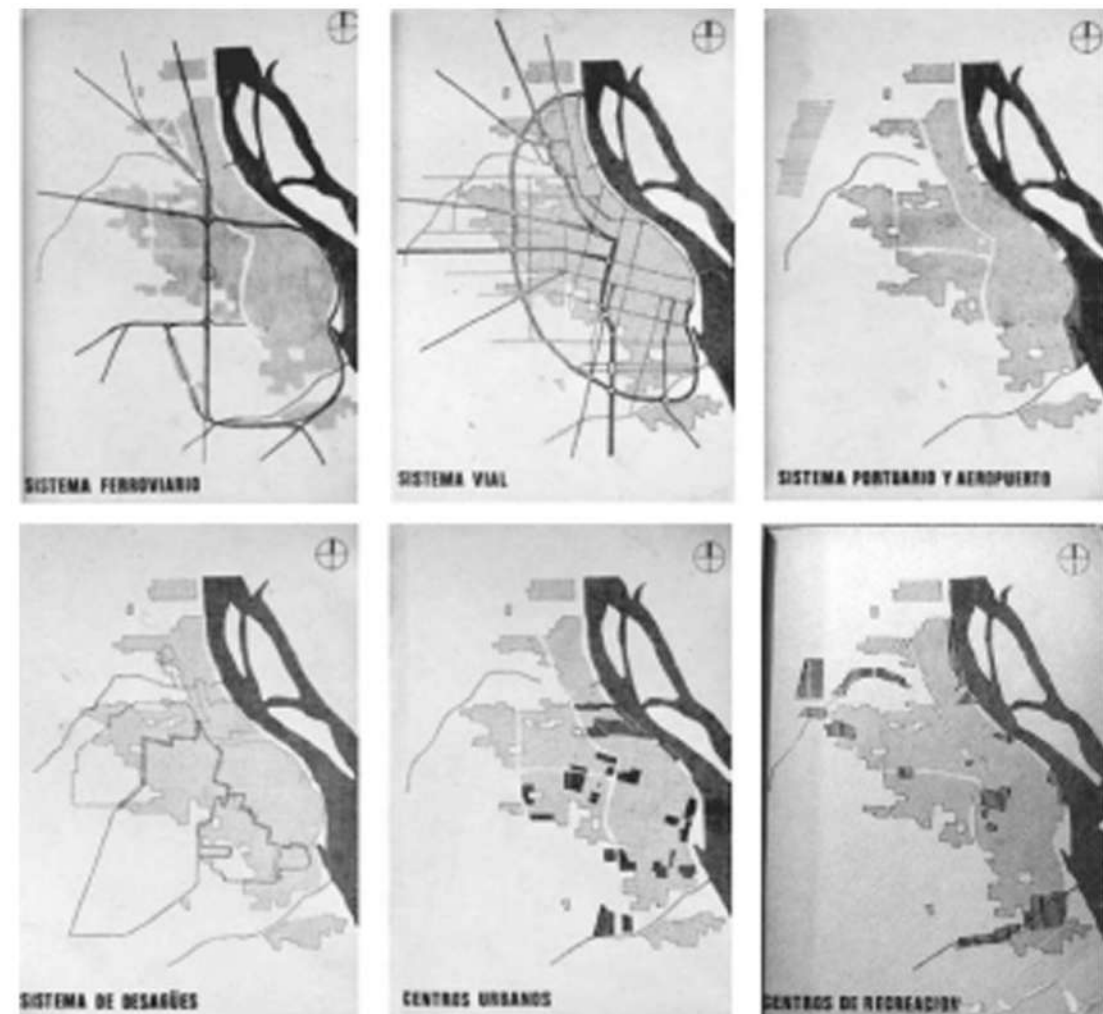 SISTEMA FERROVIARIO
SISTEMA VIAL
SISTEMA PORTUARIO Y AEROPUERTO
SISTEMA DE DESAGÜES
CENTROS URBANOS
CENTROS DE RECREACION